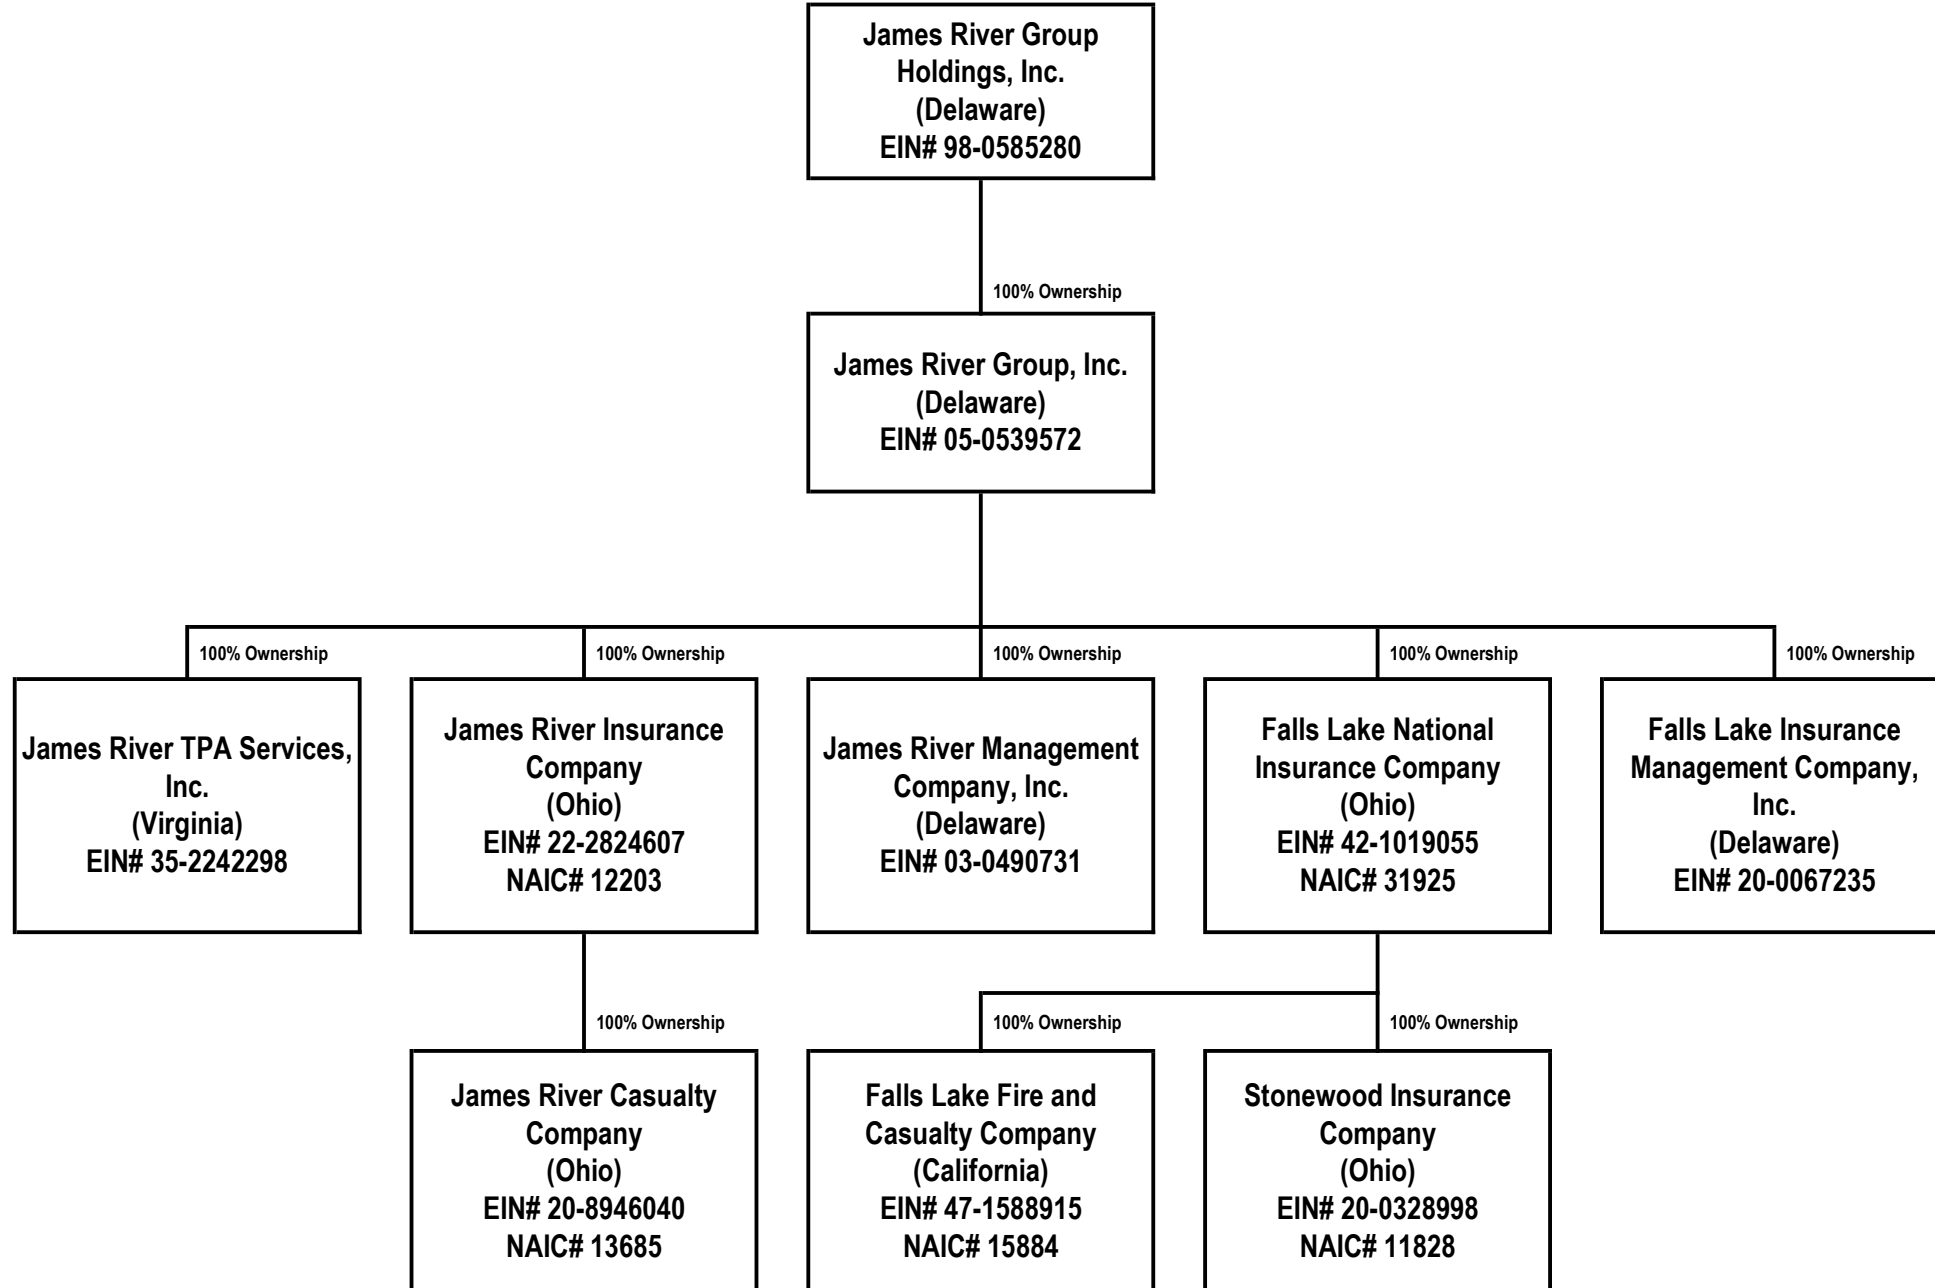 James River Group
Holdings, Inc.
(Delaware)
EIN# 98-0585280
100% Ownership
James River Group, Inc.
(Delaware)
EIN# 05-0539572
100% Ownership
100% Ownership
100% Ownership
100% Ownership
100% Ownership
James River TPA Services,
Inc.
(Virginia)
EIN# 35-2242298
James River Insurance
Company
(Ohio)
EIN# 22-2824607
NAIC# 12203
James River Management
Company, Inc.
(Delaware)
EIN# 03-0490731
Falls Lake National
Insurance Company
(Ohio)
EIN# 42-1019055
NAIC# 31925
Falls Lake Insurance
Management Company,
Inc.
(Delaware)
EIN# 20-0067235
100% Ownership
100% Ownership
100% Ownership
James River Casualty
Company
(Ohio)
EIN# 20-8946040
NAIC# 13685
Falls Lake Fire and
Casualty Company
(California)
EIN# 47-1588915
NAIC# 15884
Stonewood Insurance
Company
(Ohio)
EIN# 20-0328998
NAIC# 11828